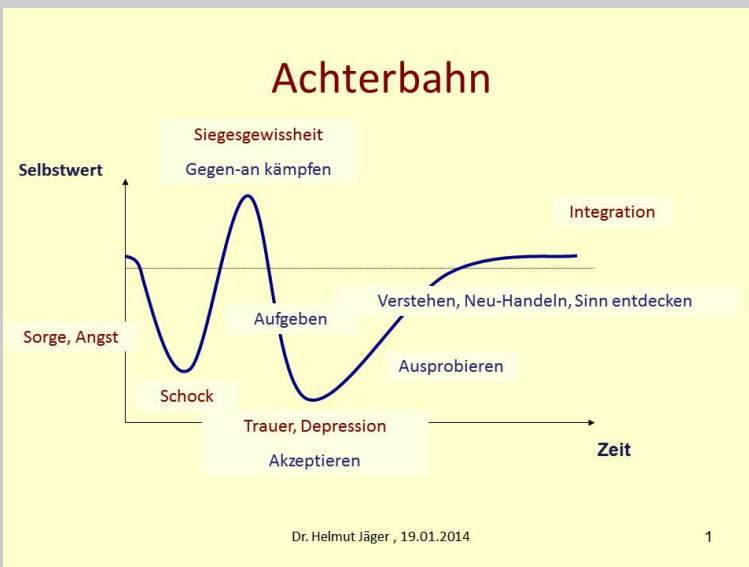 Achterbahn
Siegesgewissheit
Gegen-an kämpfen
Selbstwert
Integration
Verstehen, Neu-Handeln, Sinn entdecken
Aufgeben
Sorge, Angst
Ausprobieren
Schock
Trauer, Depression
Akzeptieren
Zeit
Dr. Helmut Jäger , 19.01.2014
1